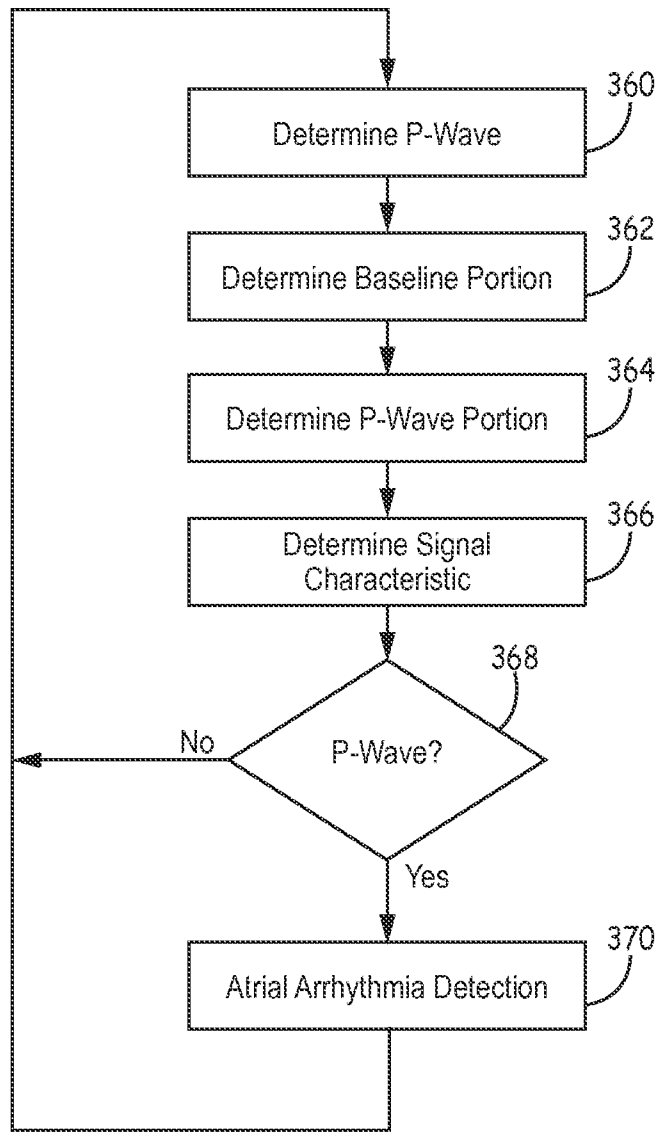 360
Determine P-Wave
362
Determine Baseline Portion
364
Determine P-Wave Portion
366
Determine Signal
Characteristic
368
P-Wave?
No
Yes
370
Atrial Arrhythmia Detection